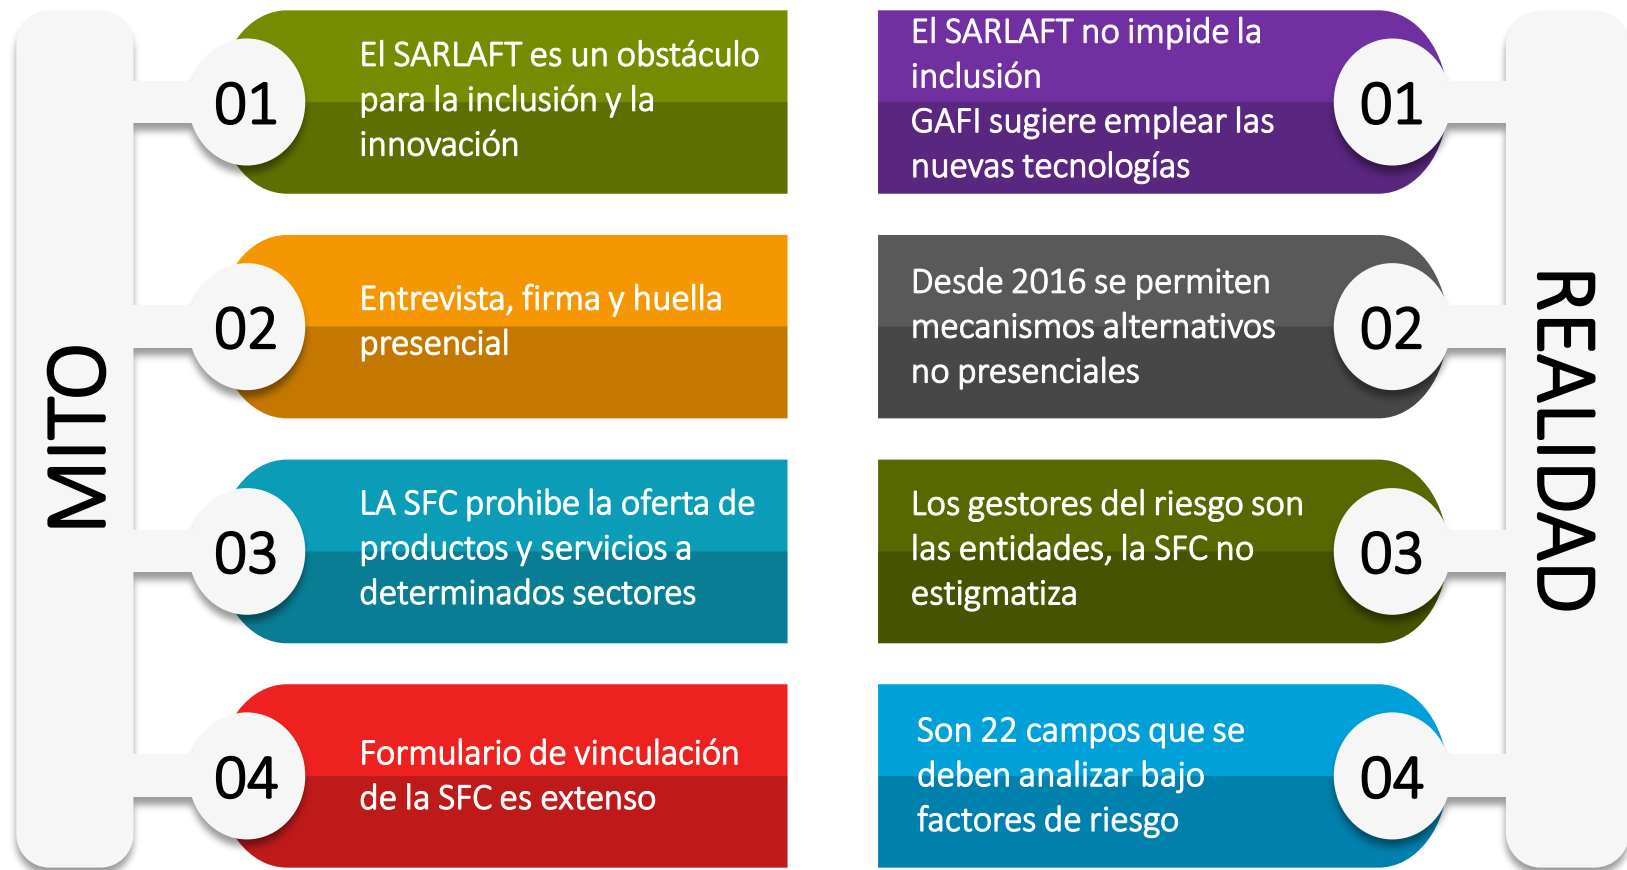 MITO
01
El SARLAFT es un obstáculo
para la inclusión y la
innovación
02
Entrevista, firma y huella
presencial
03
LA SFC prohibe la oferta de
productos y servicios a
determinados sectores
04
Formulario de vinculación
de la SFC es extenso
REALIDAD
01
El SARLAFT no impide la
inclusión
GAFI sugiere emplear las
nuevas tecnologías
02
Desde 2016 se permiten
mecanismos alternativos
no presenciales
03
Los gestores del riesgo son
las entidades, la SFC no
estigmatiza
04
Son 22 campos que se
deben analizar bajo
factores de riesgo